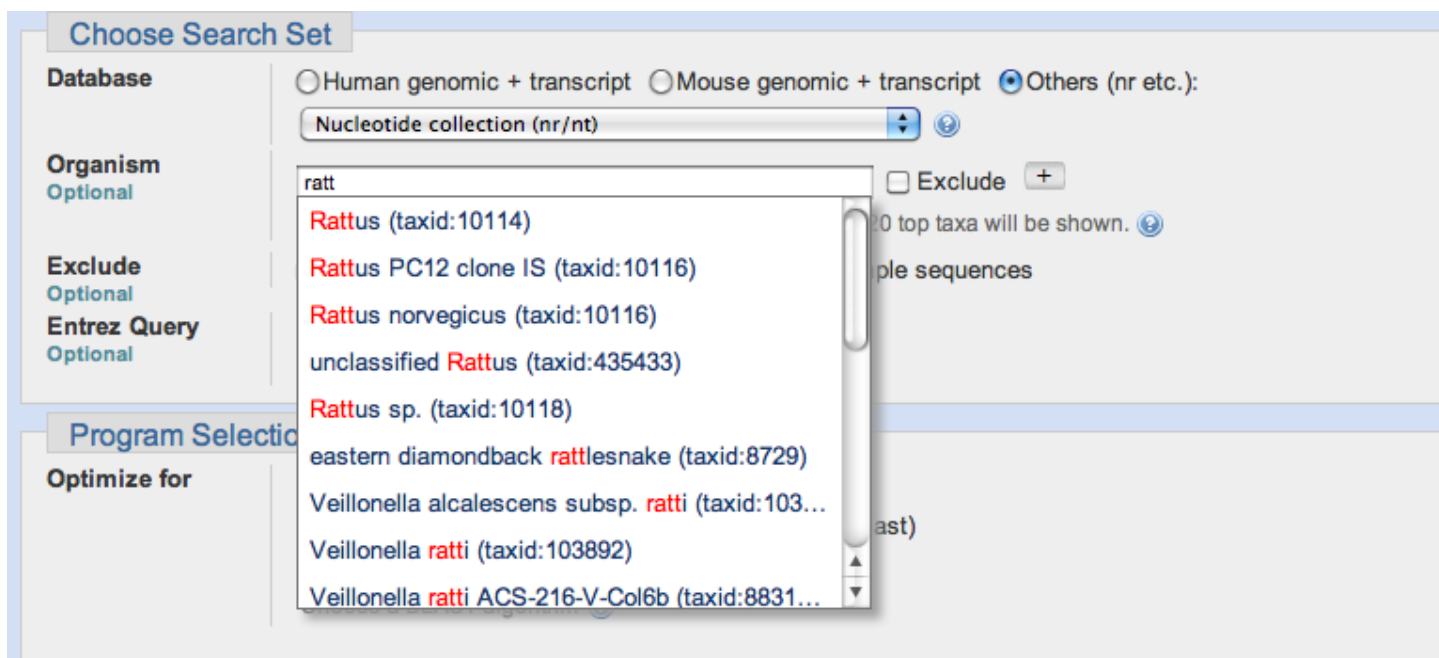 Choose Search Set
Database
Human genomic + transcript Mouse genomic + transcript Others (nr etc.):
Nucleotide collection (nr/nt)
Organism
Optional
ratt
Exclude +
Rattus (taxid:10114)
20 top taxa will be shown.
Rattus PC12 clone IS (taxid:10116)
Exclude
Optional
ple sequences
Rattus norvegicus (taxid:10116)
Entrez Query
Optional
unclassified Rattus (taxid:435433)
Rattus sp. (taxid:10118)
Program Selectio
eastern diamondback rattlesnake (taxid:8729)
Optimize for
Veillonella alcalescens subsp. ratti (taxid:103...
ast)
Veillonella ratti (taxid:103892)
Veillonella ratti ACS-216-V-Col6b (taxid:8831...